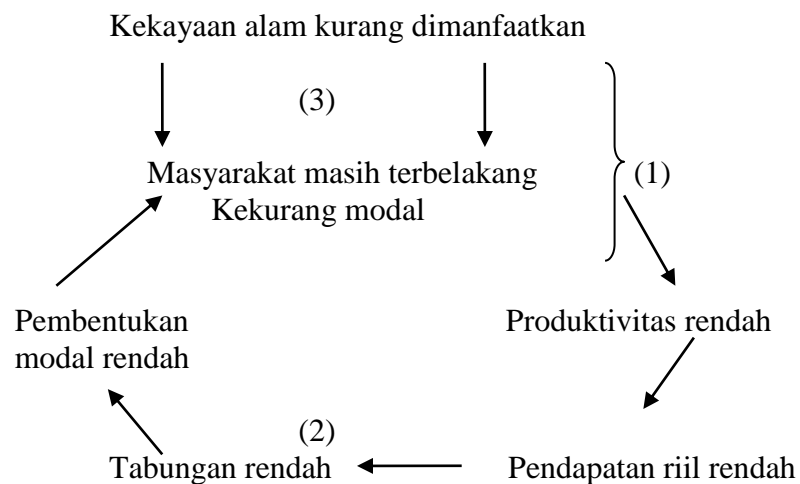 Kekayaan alam kurang dimanfaatkan
(3)
Masyarakat masih terbelakang
Kekurang modal
(1)
Pembentukan
modal rendah
Produktivitas rendah
(2)
Tabungan rendah
Pendapatan riil rendah